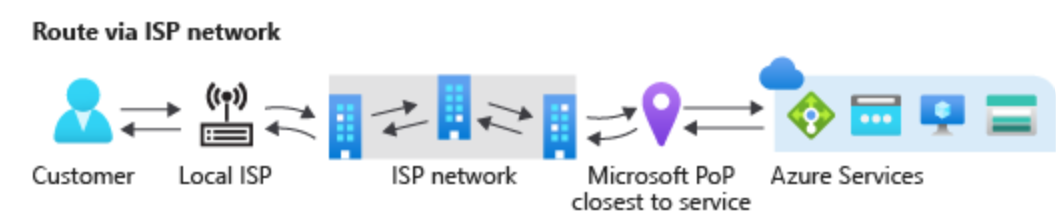 Route via ISP network
Customer
Local ISP
ISP network
Microsoft PoP
closest to service
Azure Services